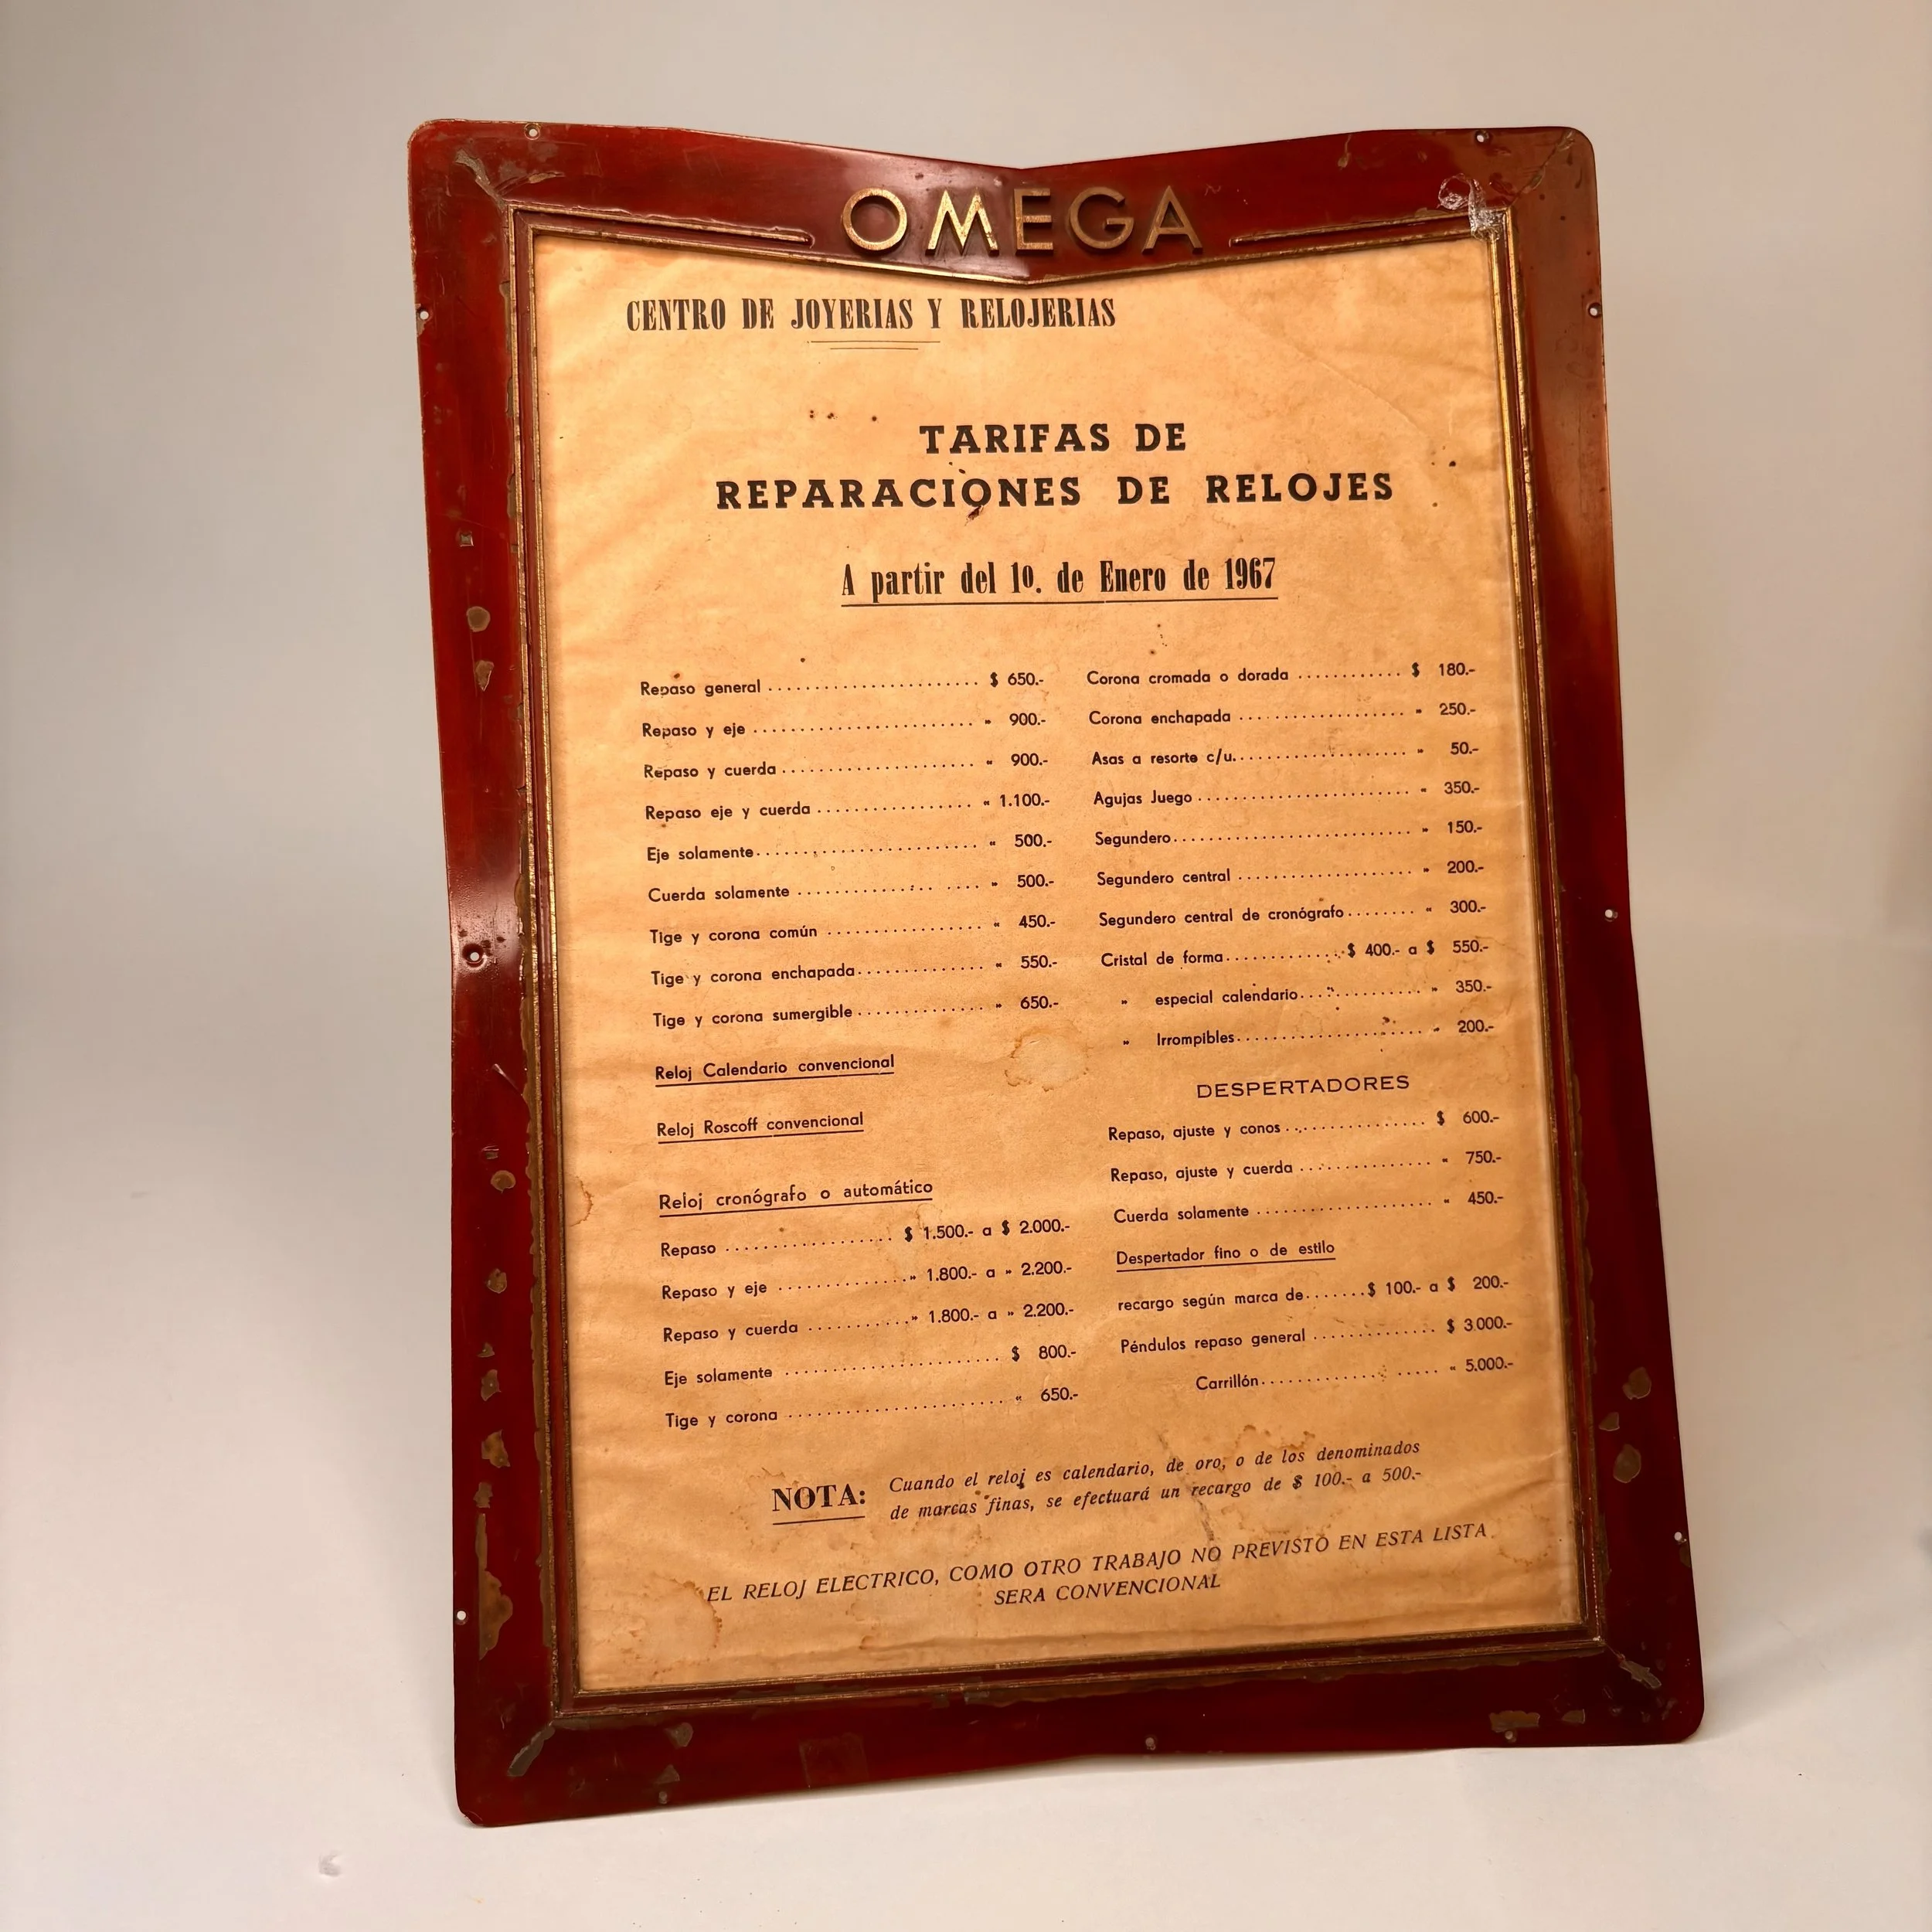 OMEGA
CENTRO DE JOYERIAS Y RELOJERIAS
TARIFAS DE
REPARACIONES DE RELOJES
A partir del 1o. de Enero de 1967
Repaso general ........................ $ 650.-
Repaso y eje ........................ " 900.-
Repaso y cuerda ..................... " 900.-
Repaso eje y cuerda ................. " 1.100.-
Eje solamente........................ " 500.-
Cuerda solamente .................... " 500.-
Tige y corona común ................. " 450.-
Tige y corona enchapada.............. " 550.-
Tige y corona sumergible............. " 650.-
Reloj Calendario convencional
Reloj Roscoff convencional
Reloj cronógrafo o automático
Repaso .................. $ 1.500.- a $ 2.000.-
Repaso y eje .............." 1.800.- a " 2.200.-
Repaso y cuerda ..........." 1.800.- a " 2.200.-
Eje solamente ........................ $ 800.-
Tige y corona ........................ " 650.-
Corona cromada o dorada ............ $ 180.-
Corona enchapada .................. " 250.-
Asas a resorte c/u................... " 50.-
Agujas Juego ....................... " 350.-
Segundero.......................... " 150.-
Segundero central ................... " 200.-
Segundero central de cronógrafo........ " 300.-
Cristal de forma.............$ 400.- a $ 550.-
" especial calendario............... " 350.-
" Irrompibles..................... " 200.-
DESPERTADORES
Repaso, ajuste y conos ............... $ 600.-
Repaso, ajuste y cuerda .............. " 750.-
Cuerda solamente ................... " 450.-
Despertador fino o de estilo
recargo según marca de.......$ 100.- a $ 200.-
Péndulos repaso general .............. $ 3.000.-
Carrillón................... " 5.000.-
NOTA: Cuando el reloj es calendario, de oro, o de los denominados
de marcas finas, se efectuará un recargo de $ 100.- a 500.-
EL RELOJ ELECTRICO, COMO OTRO TRABAJO NO PREVISTO EN ESTA LISTA
SERA CONVENCIONAL